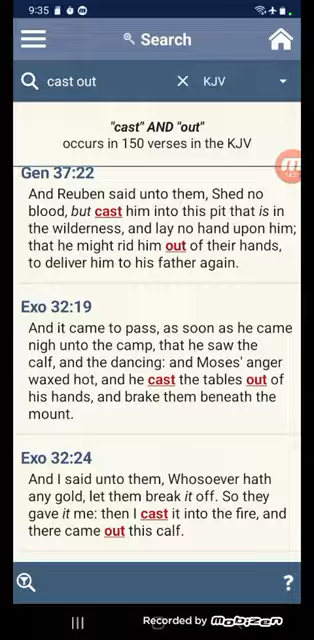 9:35
Search
cast out
KJV
"cast" AND "out"
occurs in 150 verses in the KJV
Gen 37:22
And Reuben said unto them, Shed no
blood, but cast him into this pit that is in
the wilderness, and lay no hand upon him;
that he might rid him out of their hands,
to deliver him to his father again.
Exo 32:19
And it came to pass, as soon as he came
nigh unto the camp, that he saw the
calf, and the dancing: and Moses' anger
waxed hot, and he cast the tables out of
his hands, and brake them beneath the
mount.
Exo 32:24
And I said unto them, Whosoever hath
any gold, let them break it off. So they
gave it me: then I cast it into the fire, and
there came out this calf.
?
Recorded by mobizen